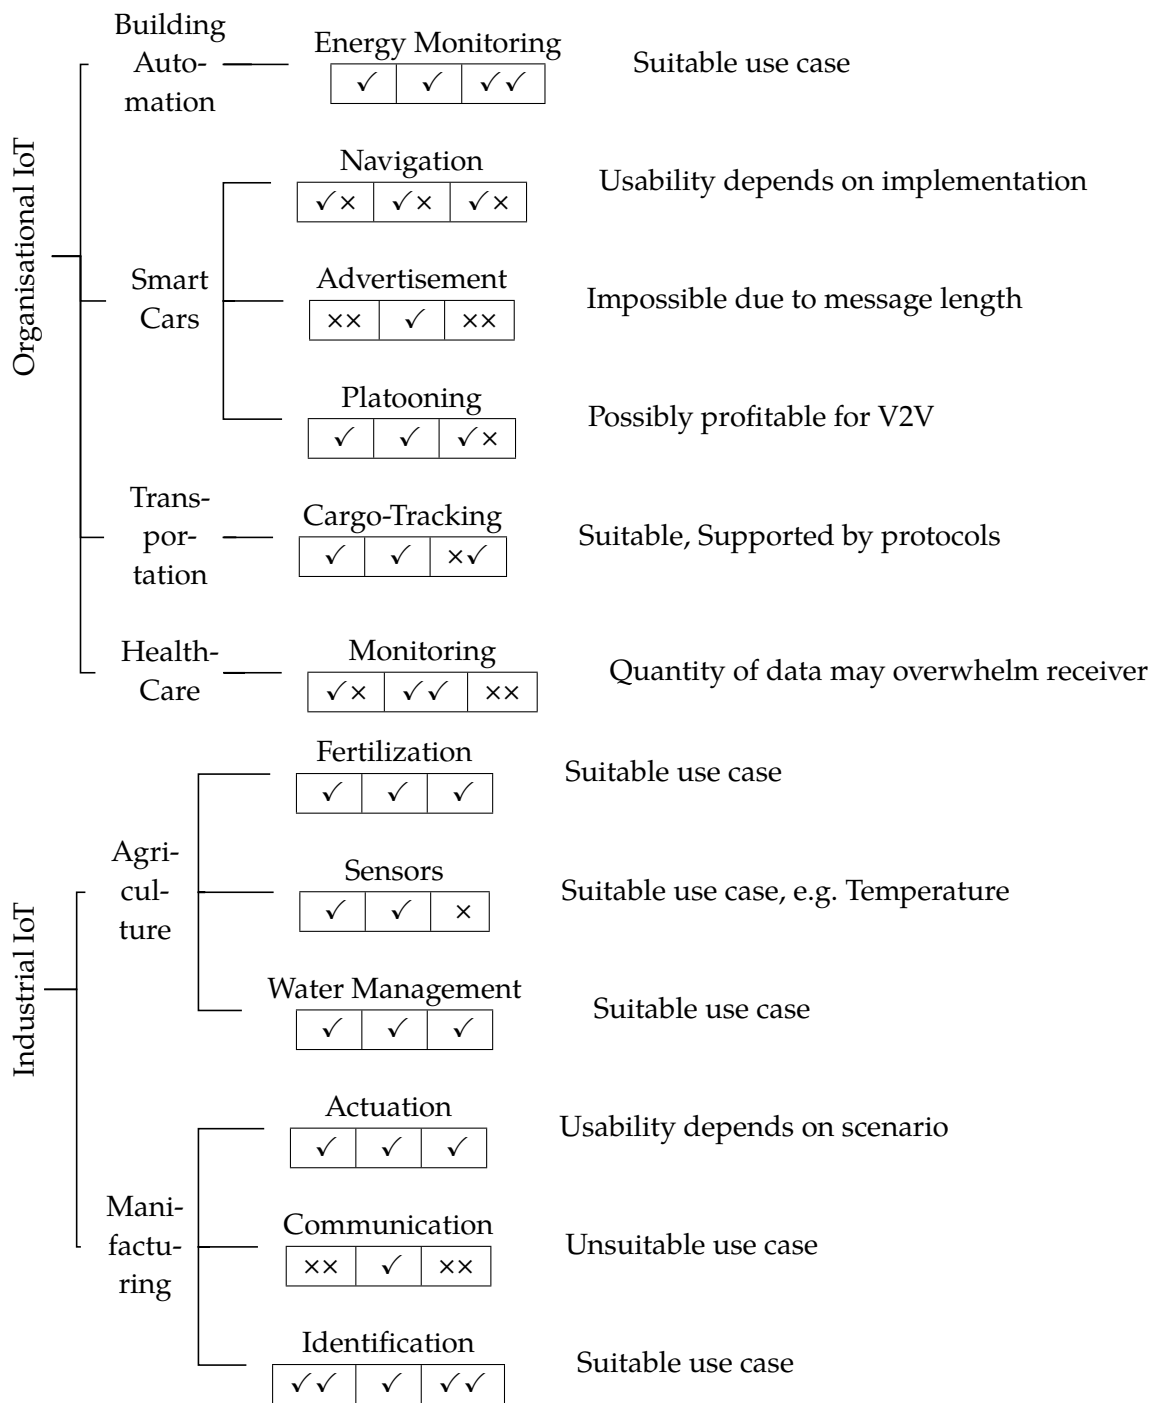 Organisational IoT
Building
Auto-
mation
Energy Monitoring
✓ ✓ ✓✓
Suitable use case
Smart
Cars
Navigation
✓× ✓× ✓×
Usability depends on implementation
Advertisement
×× ✓ ××
Impossible due to message length
Platooning
✓ ✓ ✓×
Possibly profitable for V2V
Trans-
por-
tation
Cargo-Tracking
✓ ✓ ×✓
Suitable, Supported by protocols
Health-
Care
Monitoring
✓× ✓✓ ××
Quantity of data may overwhelm receiver
Industrial IoT
Agri-
cul-
ture
Fertilization
✓ ✓ ✓
Suitable use case
Sensors
✓ ✓ ×
Suitable use case, e.g. Temperature
Water Management
✓ ✓ ✓
Suitable use case
Mani-
factu-
ring
Actuation
✓ ✓ ✓
Usability depends on scenario
Communication
×× ✓ ××
Unsuitable use case
Identification
✓✓ ✓ ✓✓
Suitable use case